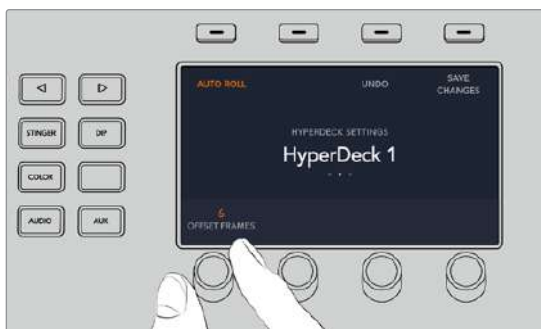 AUTO ROLL
UNDO
SAVE
CHANGES
STINGER
DIP
HYPERDECK SETTINGS
HyperDeck 1
COLOR
AUDIO
AUX
6
OFFSET FRAMES